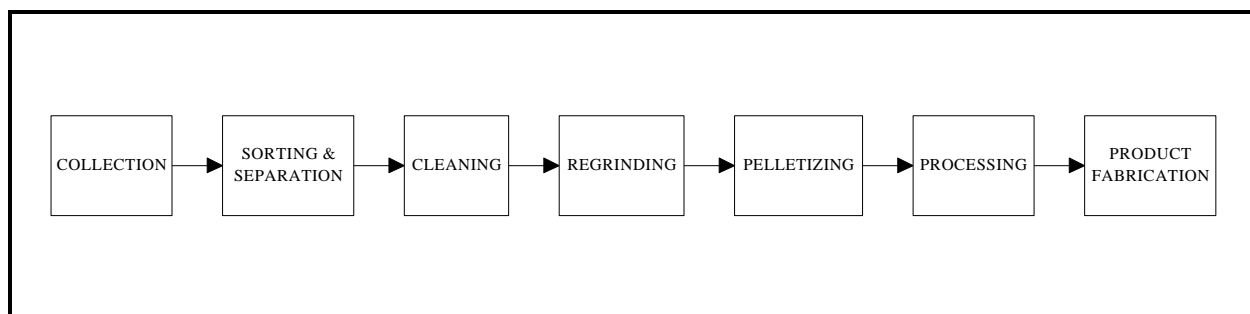 COLLECTION
SORTING &
SEPARATION
CLEANING
REGRINDING
PELLETIZING
PROCESSING
PRODUCT
FABRICATION